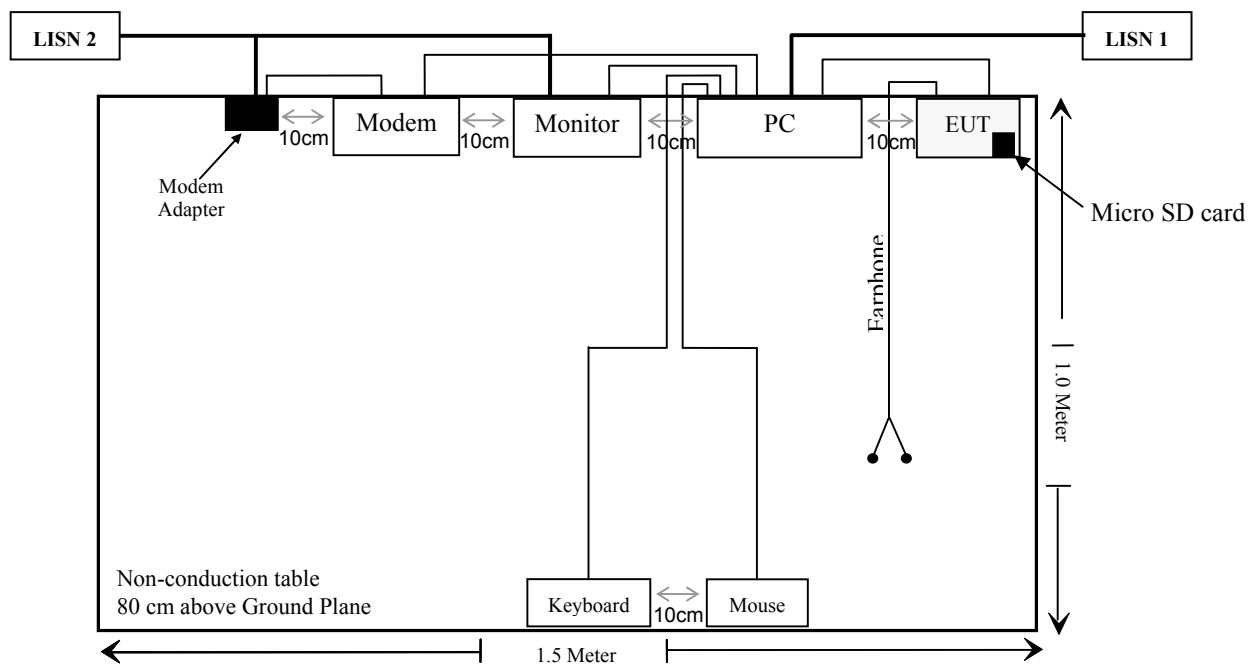 LISN 2
LISN 1
Modem
Monitor
PC
EUT
10cm
10cm
10cm
10cm
Modem
Adapter
Micro SD card
Earphone
1.0 Meter
Non-conduction table
80 cm above Ground Plane
Keyboard
10cm
Mouse
1.5 Meter